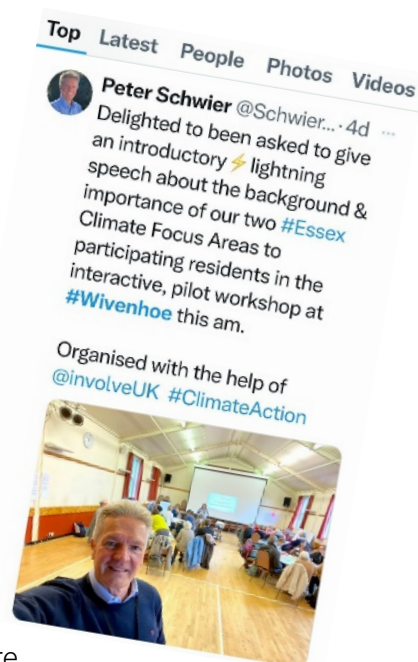 Top Latest People Photos Videos
Peter Schwier @Schwier... · 4d ...
Delighted to been asked to give
an introductory ⚡ lightning
speech about the background &
importance of our two #Essex
Climate Focus Areas to
participating residents in the
interactive, pilot workshop at
#Wivenhoe this am.
Organised with the help of
@involveUK #ClimateAction
re